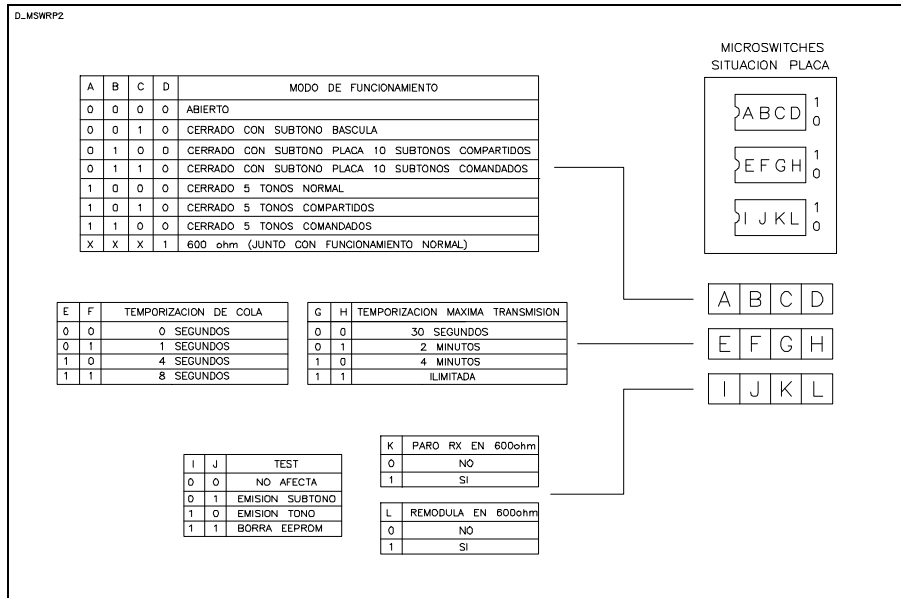 D_MSWRP2
MICROSWITCHES
SITUACION PLACA
A B C D 1 0
E F G H 1 0
I J K L 1 0
A B C D MODO DE FUNCIONAMIENTO
0 0 0 0 ABIERTO
0 0 1 0 CERRADO CON SUBTONO BASCULA
0 1 0 0 CERRADO CON SUBTONO PLACA 10 SUBTONOS COMPARTIDOS
0 1 1 0 CERRADO CON SUBTONO PLACA 10 SUBTONOS COMANDADOS
1 0 0 0 CERRADO 5 TONOS NORMAL
1 0 1 0 CERRADO 5 TONOS COMPARTIDOS
1 1 0 0 CERRADO 5 TONOS COMANDADOS
X X X 1 600 ohm (JUNTO CON FUNCIONAMIENTO NORMAL)
A B C D
E F G H
I J K L
E F TEMPORIZACION DE COLA
0 0 0 SEGUNDOS
0 1 1 SEGUNDOS
1 0 4 SEGUNDOS
1 1 8 SEGUNDOS
G H TEMPORIZACION MAXIMA TRANSMISION
0 0 30 SEGUNDOS
0 1 2 MINUTOS
1 0 4 MINUTOS
1 1 ILIMITADA
I J TEST
0 0 NO AFECTA
0 1 EMISION SUBTONO
1 0 EMISION TONO
1 1 BORRA EEPROM
K PARO RX EN 600ohm
0 NO
1 SI
L REMODULA EN 600ohm
0 NO
1 SI